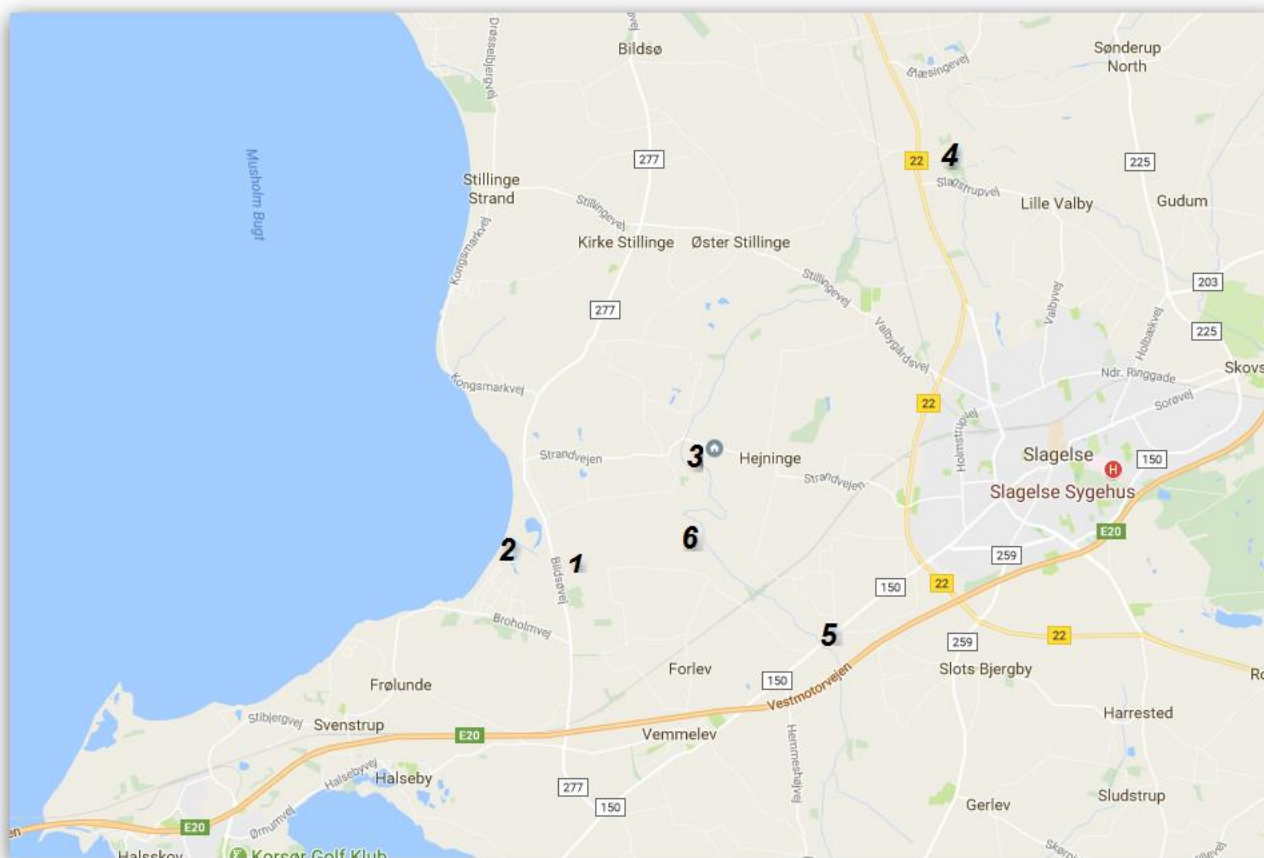 Drøsselbjergvej
Bildsø
Sønderup
North
Blæsingevej
22
4
277
225
Musholm Bugt
Stillinge
Strand
Slagstrupvej
Stillingevej
Lille Valby
Gudum
Kongsmarkvej
Kirke Stillinge
Øster Stillinge
Stillingevej
203
277
Valbyvej
Holbækvej
225
Valbygårdsvej
Skovs
Ndr. Ringgade
Kongsmarkvej
22
Sorøvej
Holmstrupvej
Strandvejen
3
Hejninge
Slagelse
150
H
Strandvejen
Slagelse Sygehus
E20
2
6
1
259
Bildsøvej
150
22
Broholmvej
5
22
259
Forlev
Slots Bjergby
150
Vestmotorvejen
Ro
Frølunde
Stibjergvej
Svenstrup
E20
Vemmelev
Harrested
Hemmeshøjvej
Halsebyvej
Halseby
277
150
Gerlev
Sludstrup
Ørnumvej
en
E20
Halsskov
Korsør Golf Klub